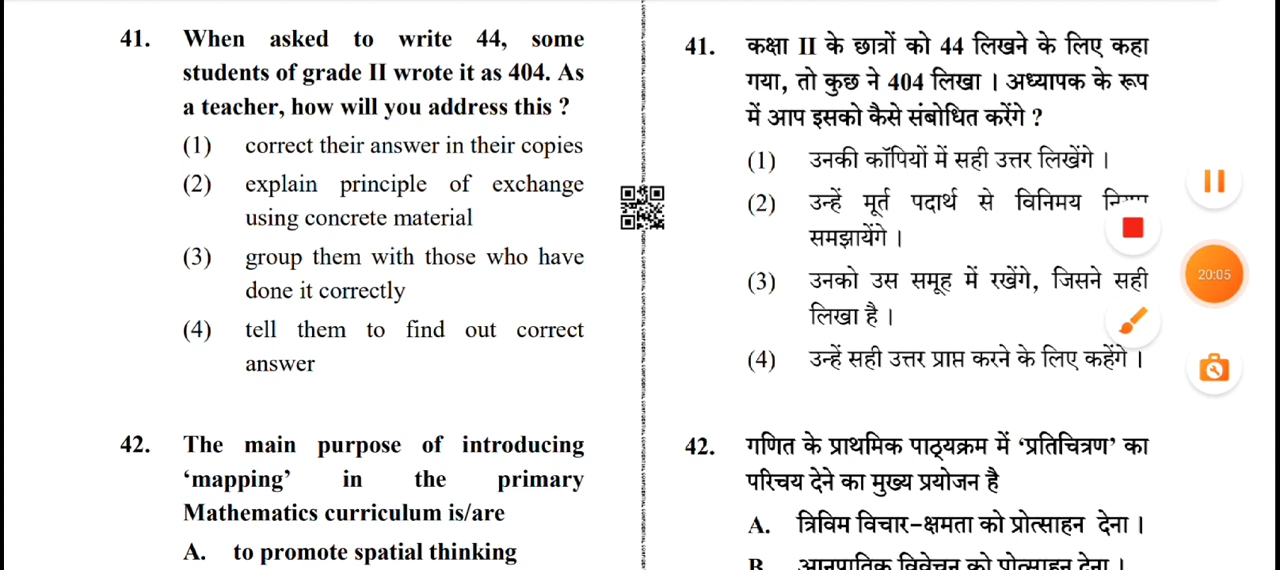 41. When asked to write 44, some
students of grade II wrote it as 404. As
a teacher, how will you address this ?
(1) correct their answer in their copies
(2) explain principle of exchange
using concrete material
(3) group them with those who have
done it correctly
(4) tell them to find out correct
answer
42. The main purpose of introducing
‘mapping’ in the primary
Mathematics curriculum is/are
A. to promote spatial thinking
41. कक्षा II के छात्रों को 44 लिखने के लिए कहा
गया, तो कुछ ने 404 लिखा । अध्यापक के रूप
में आप इसको कैसे संबोधित करेंगे ?
(1) उनकी कॉपियों में सही उत्तर लिखेंगे ।
(2) उन्हें मूर्त पदार्थ से विनिमय
समझायेंगे ।
(3) उनको उस समूह में रखेंगे, जिसने सही
लिखा है ।
(4) उन्हें सही उत्तर प्राप्त करने के लिए कहेंगे ।
42. गणित के प्राथमिक पाठ्यक्रम में ‘प्रतिचित्रण’ का
परिचय देने का मुख्य प्रयोजन है
A. त्रिविम विचार-क्षमता को प्रोत्साहन देना ।
B. आनुपातिक विवेचन को प्रोत्साहन देना ।
20:05